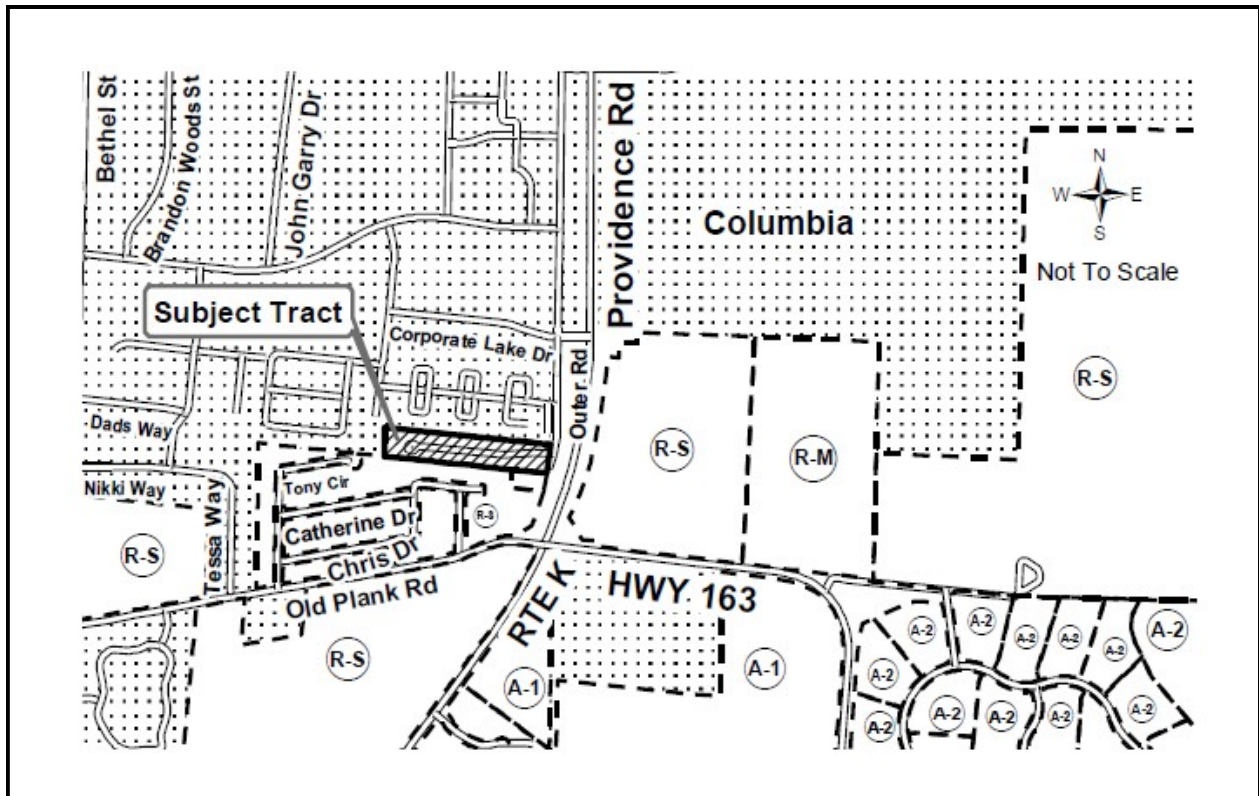 Bethel St
Brandon Woods St
John Garry Dr
Providence Rd
Columbia
N
W
E
S
Not To Scale
Subject Tract
Corporate Lake Dr
Outer Rd
R-S
R-S
R-M
Dads Way
Nikki Way
Tony Cir
Tessa Way
Catherine Dr
R-S
Chris Dr
R-S
Old Plank Rd
RTE K
HWY 163
R-S
A-1
A-1
A-2
A-2
A-2
A-2
A-2
A-2
A-2
A-2
A-2
A-2
A-2
A-2